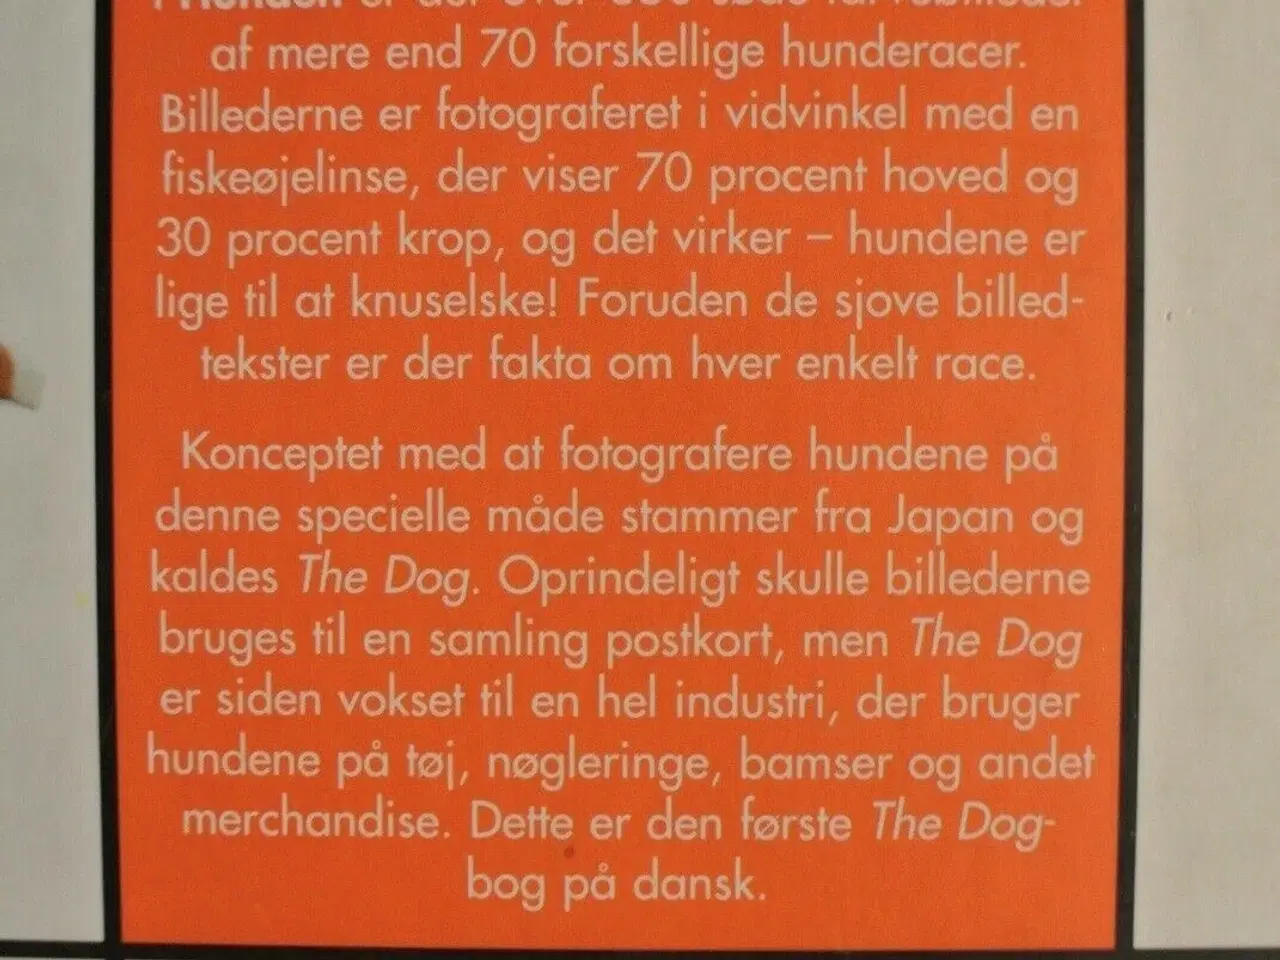 af mere end 70 forskellige hunderacer.
Billederne er fotograferet i vidvinkel med en
fiskeøjelinse, der viser 70 procent hoved og
30 procent krop, og det virker – hundene er
lige til at knuselske! Foruden de sjove billed-
tekster er der fakta om hver enkelt race.
Konceptet med at fotografere hundene på
denne specielle måde stammer fra Japan og
kaldes The Dog. Oprindeligt skulle billederne
bruges til en samling postkort, men The Dog
er siden vokset til en hel industri, der bruger
hundene på tøj, nøgleringe, bamser og andet
merchandise. Dette er den første The Dog-
bog på dansk.